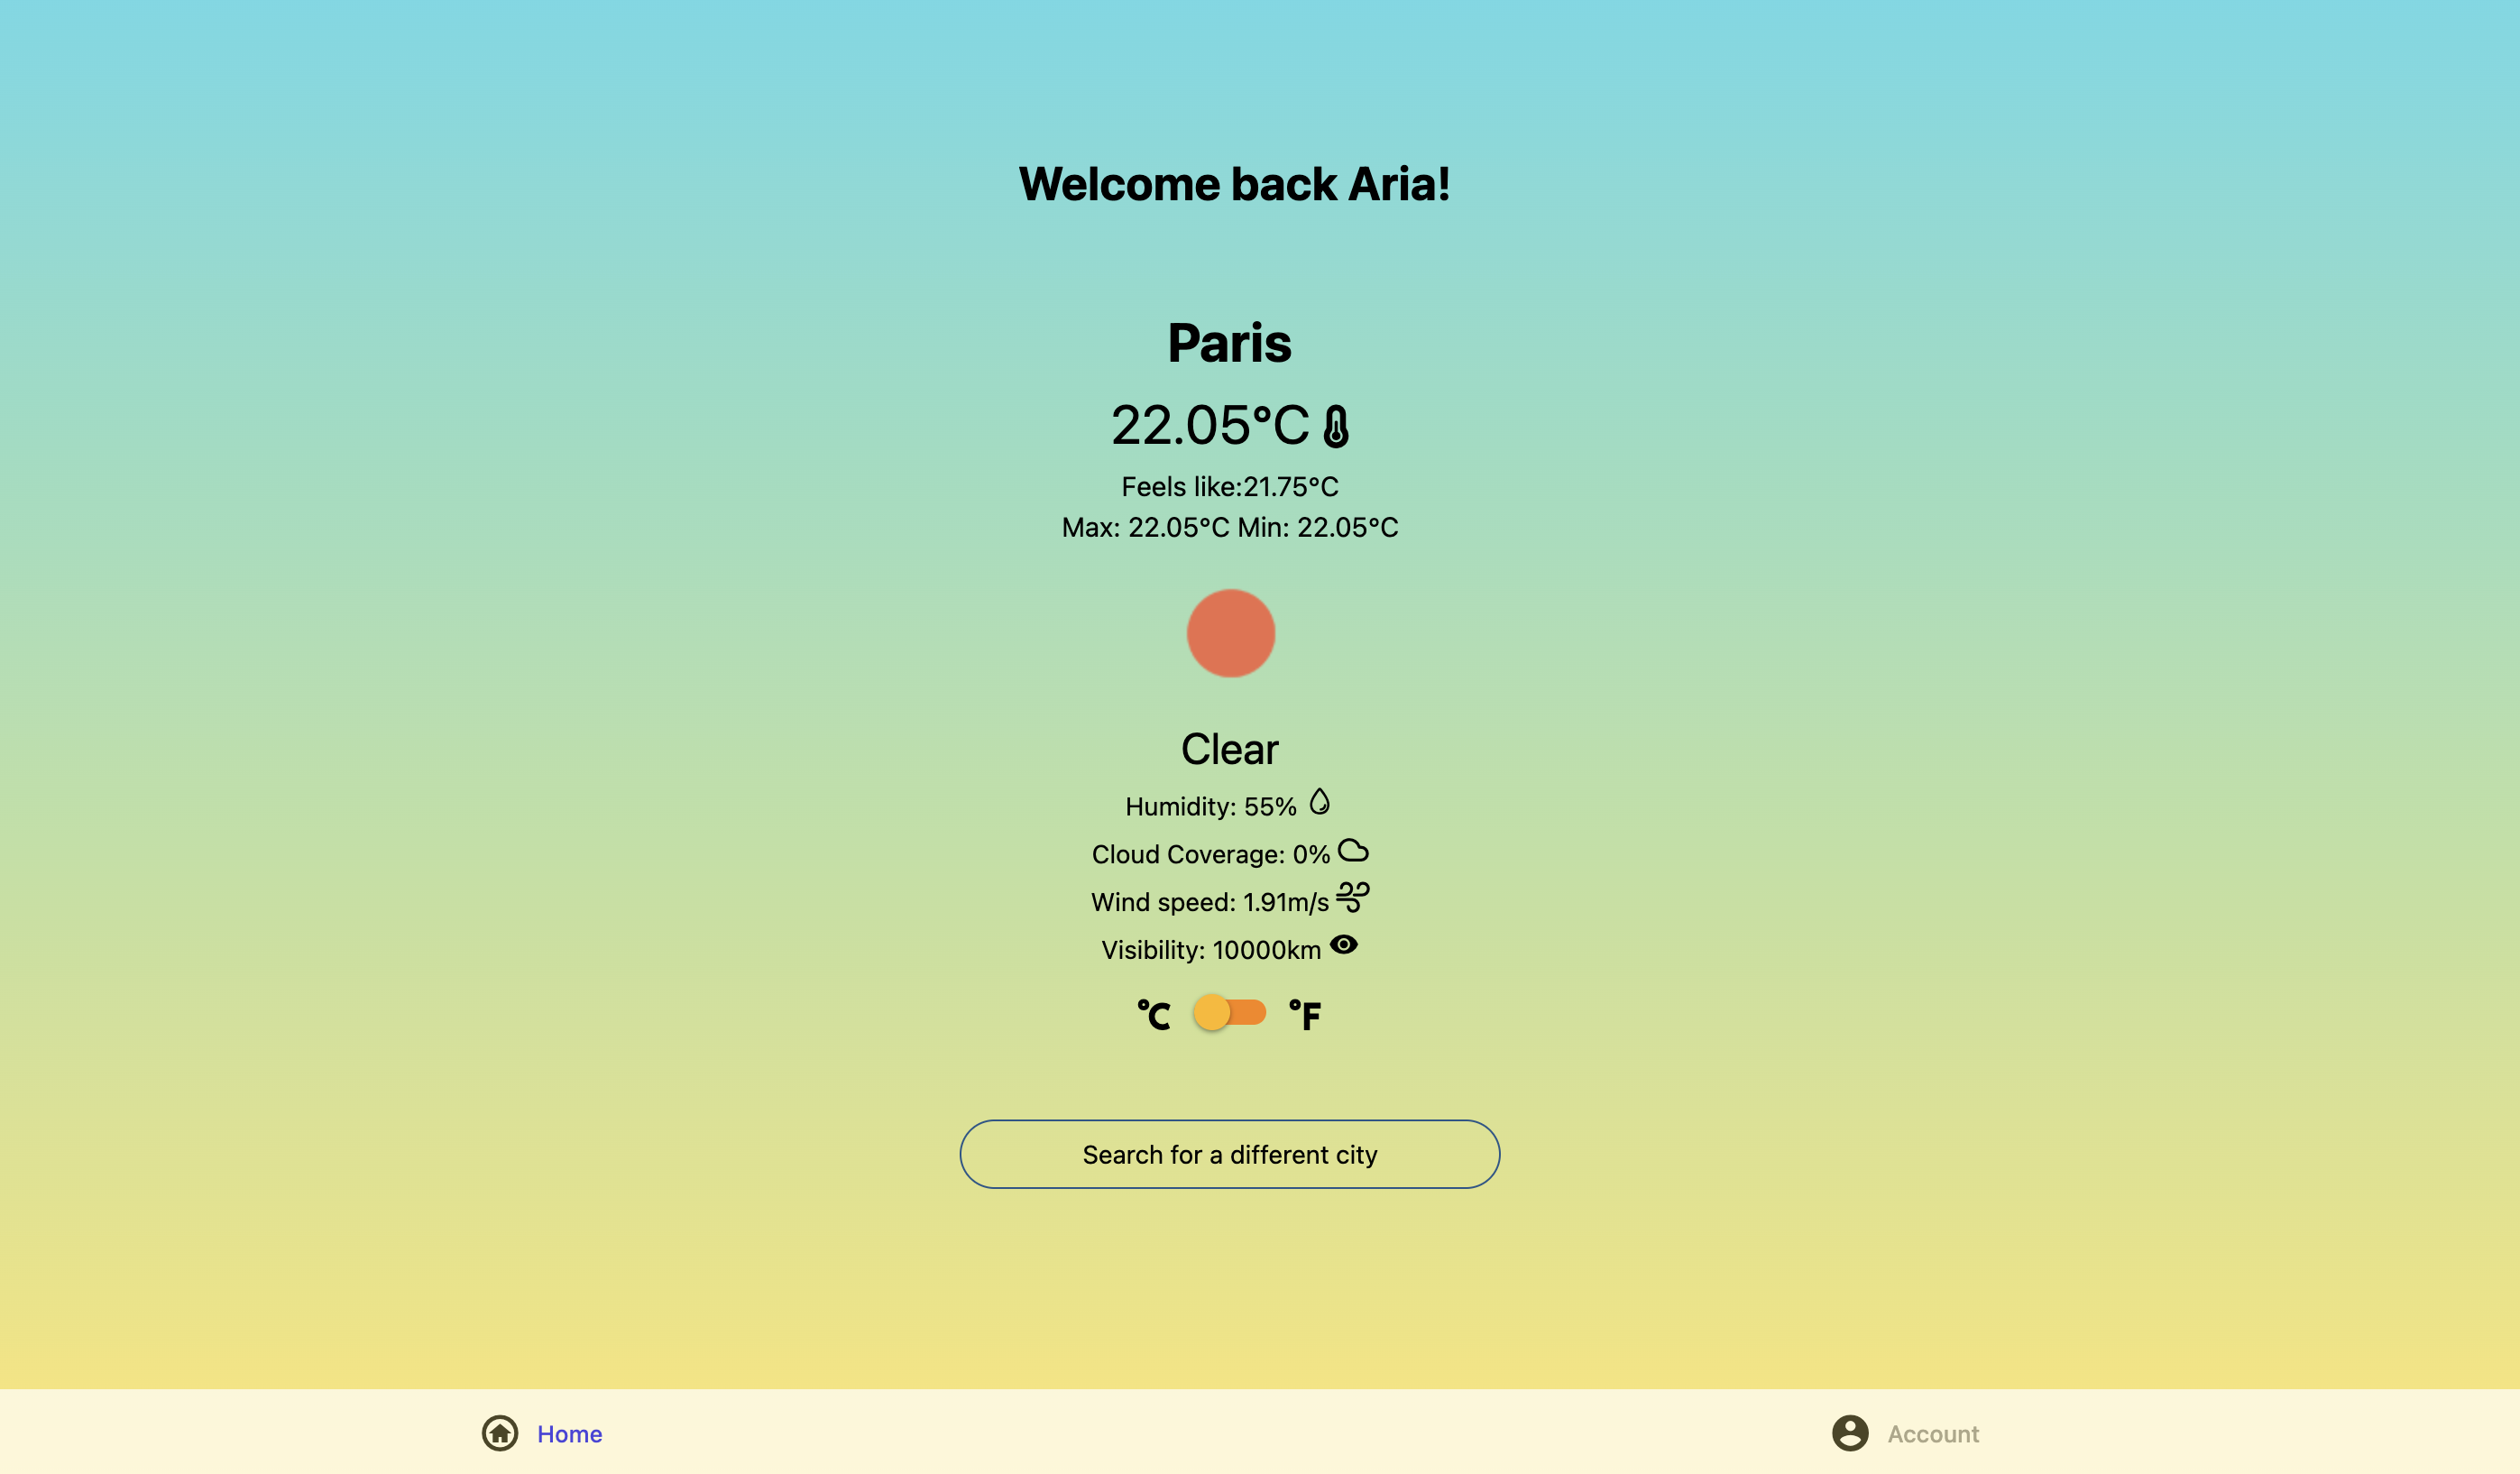 Welcome back Aria!
Paris
22.05°C
Feels like:21.75°C
Max: 22.05°C Min: 22.05°C
Clear
Humidity: 55%
Cloud Coverage: 0%
Wind speed: 1.91m/s
Visibility: 10000km
°C °F
Search for a different city
Home Account